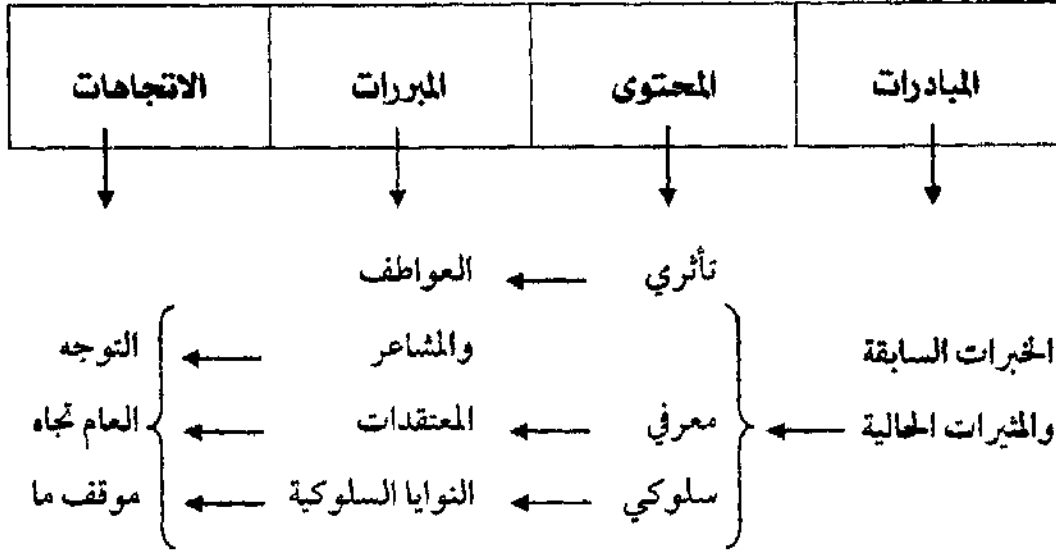 المبادرات المحتوى المبررات الاتجاهات
تأثري العواطف
الخبرات السابقة والمشاعر التوجه
والمثيرات الحالية معرفي المعتقدات العام تجاه
سلوكي النوايا السلوكية موقف ما